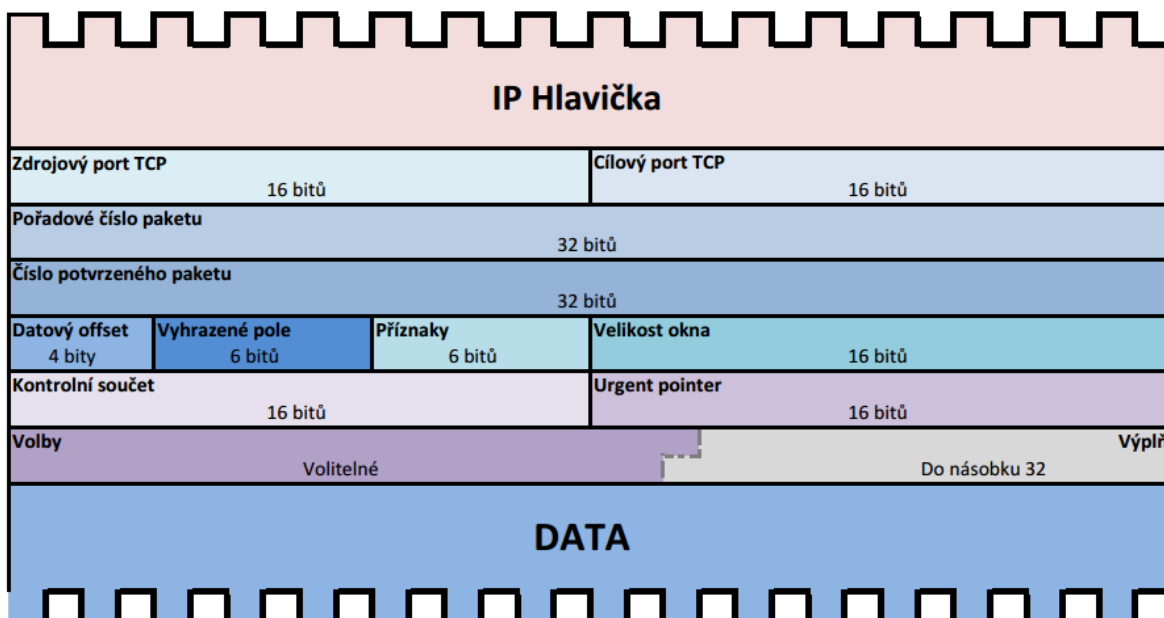 IP Hlavička
Zdrojový port TCP
16 bitů
Cílový port TCP
16 bitů
Pořadové číslo paketu
32 bitů
Číslo potvrzeného paketu
32 bitů
Datový offset
4 bity
Vyhrazené pole
6 bitů
Příznaky
6 bitů
Velikost okna
16 bitů
Kontrolní součet
16 bitů
Urgent pointer
16 bitů
Volby
Volitelné
Výplň
Do násobku 32
DATA